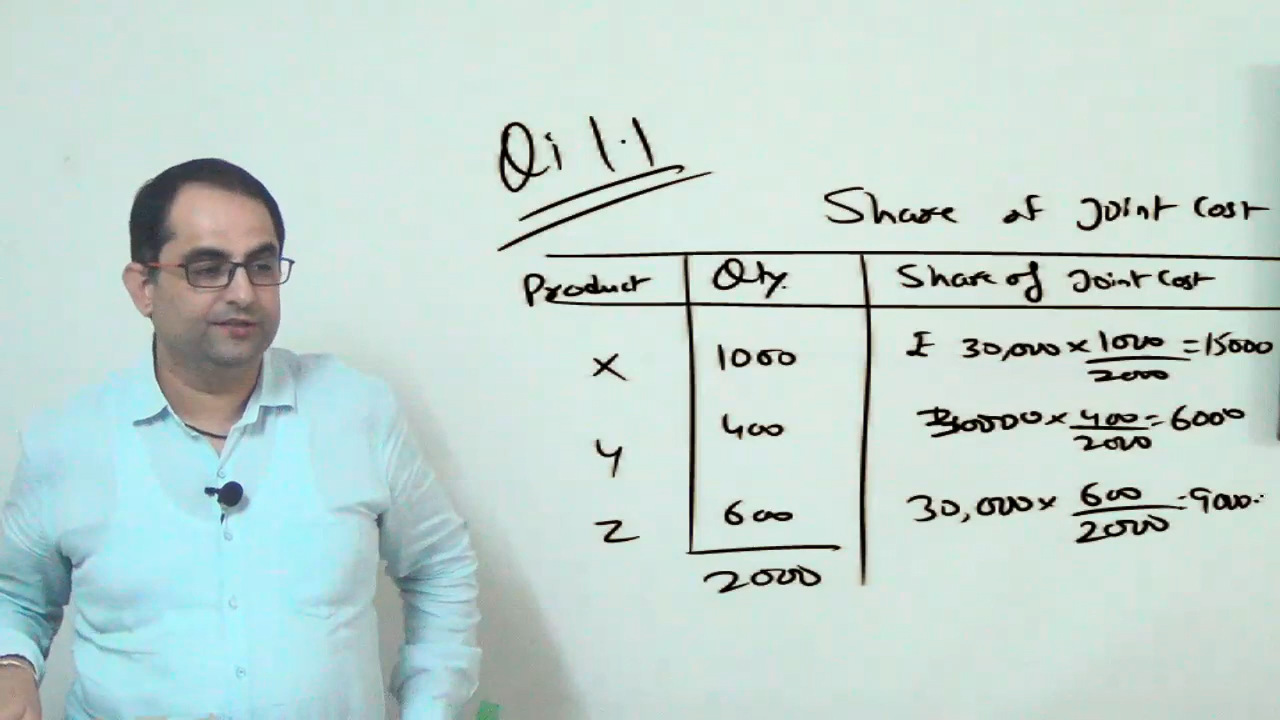 Qi 1.1
Share of Joint Cost
Product Qty. Share of Joint Cost
X 1000 30,000 × 1000/2000 = 15000
Y 400 30000 × 400/2000 = 6000
Z 600 30,000 × 600/2000 = 9000
2000